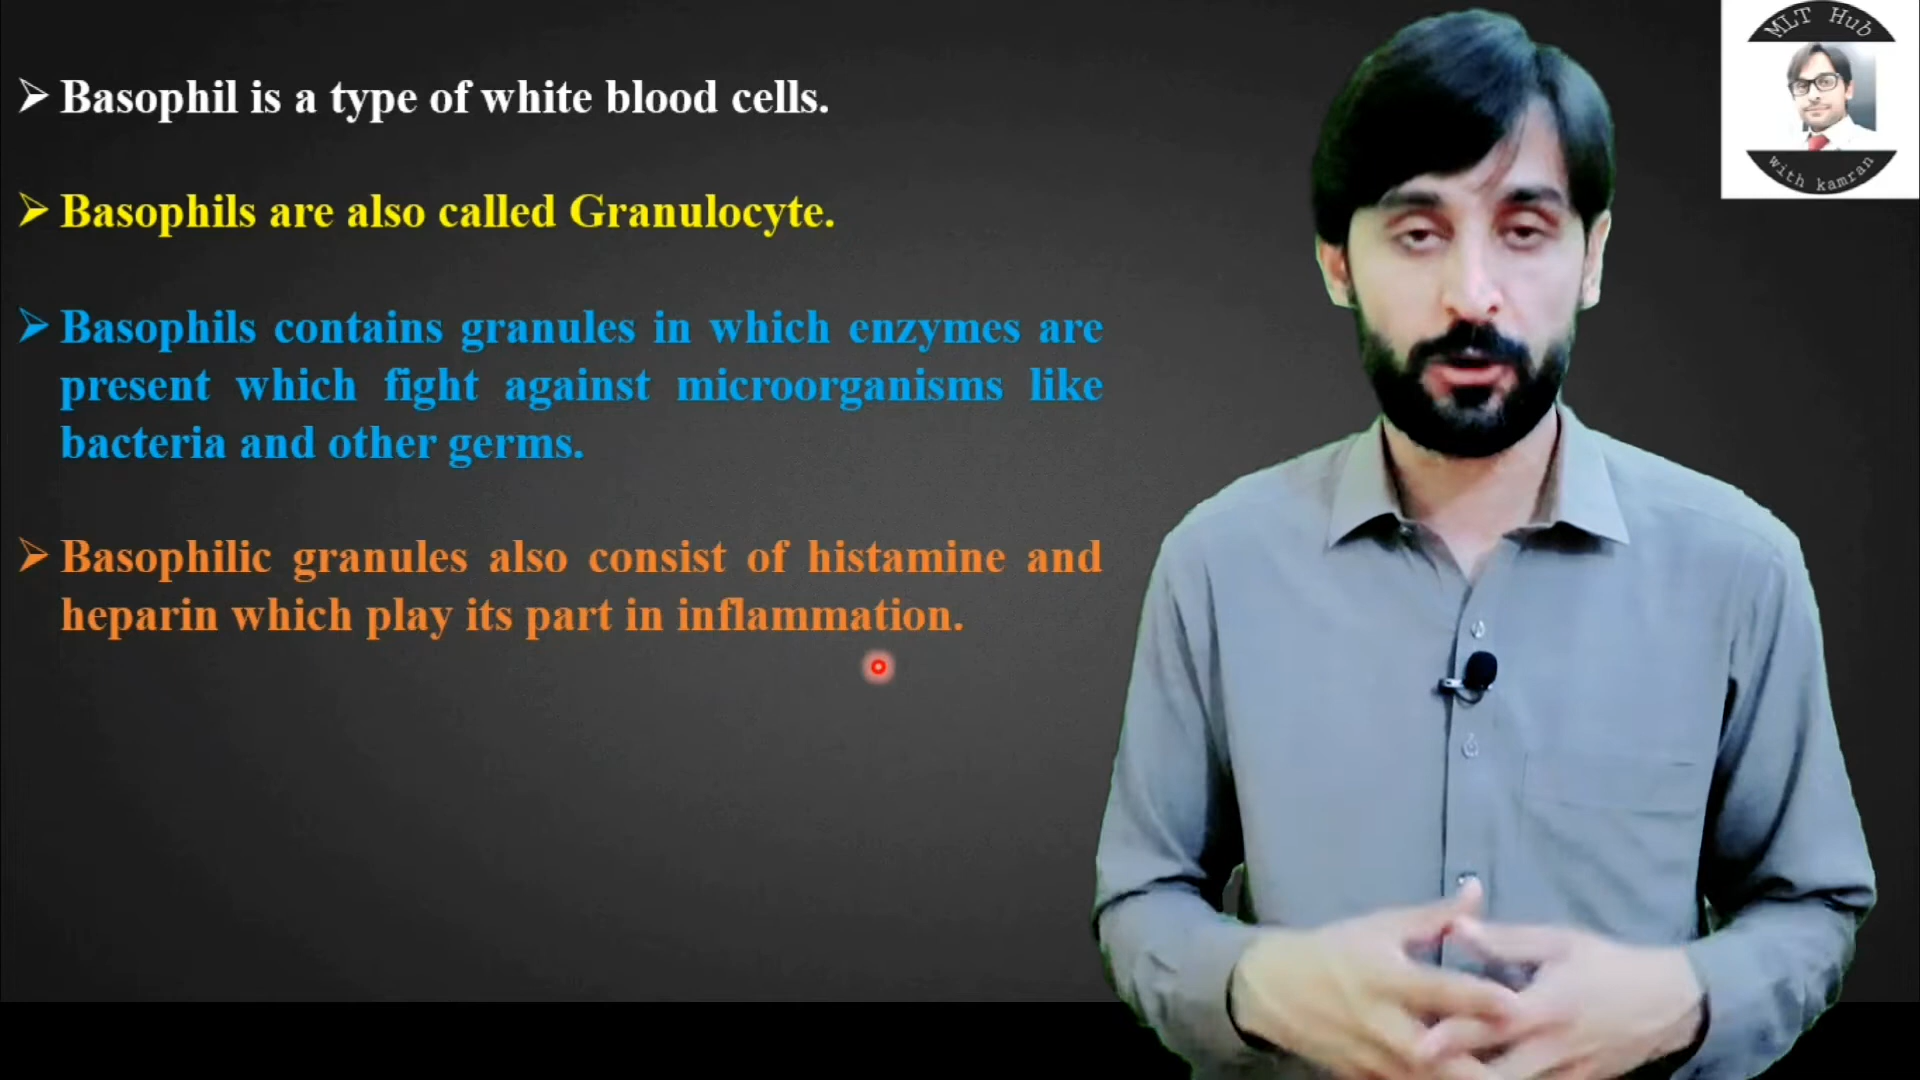 MLT Hub
with kamran
➢ Basophil is a type of white blood cells.
➢ Basophils are also called Granulocyte.
➢ Basophils contains granules in which enzymes are
present which fight against microorganisms like
bacteria and other germs.
➢ Basophilic granules also consist of histamine and
heparin which play its part in inflammation.